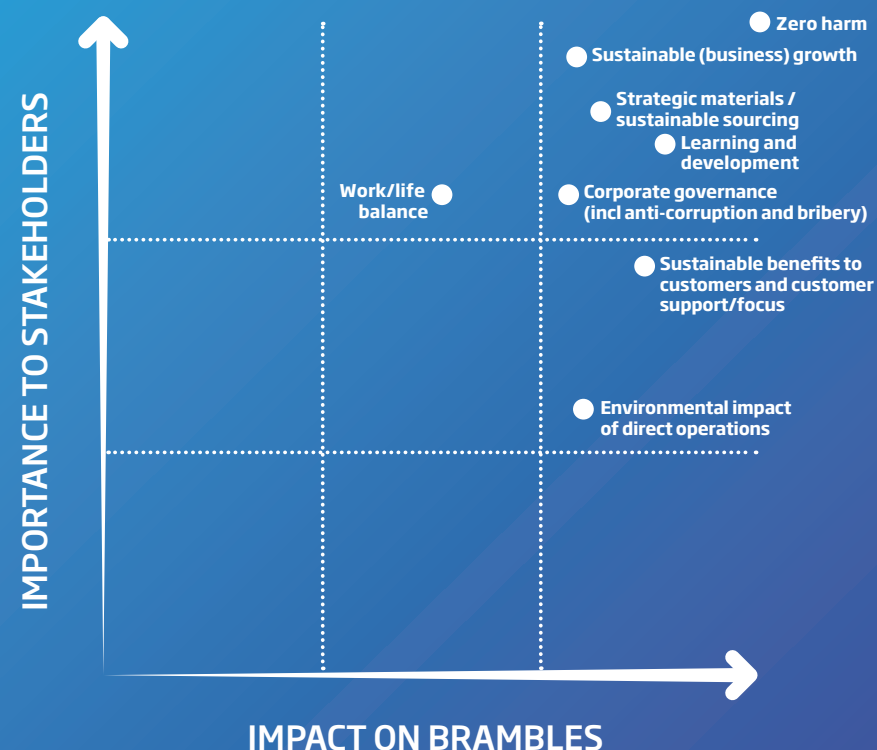 IMPORTANCE TO STAKEHOLDERS
Zero harm
Sustainable (business) growth
Strategic materials /
sustainable sourcing
Learning and
development
Work/life
balance
Corporate governance
(incl anti-corruption and bribery)
Sustainable benefits to
customers and customer
support/focus
Environmental impact
of direct operations
IMPACT ON BRAMBLES